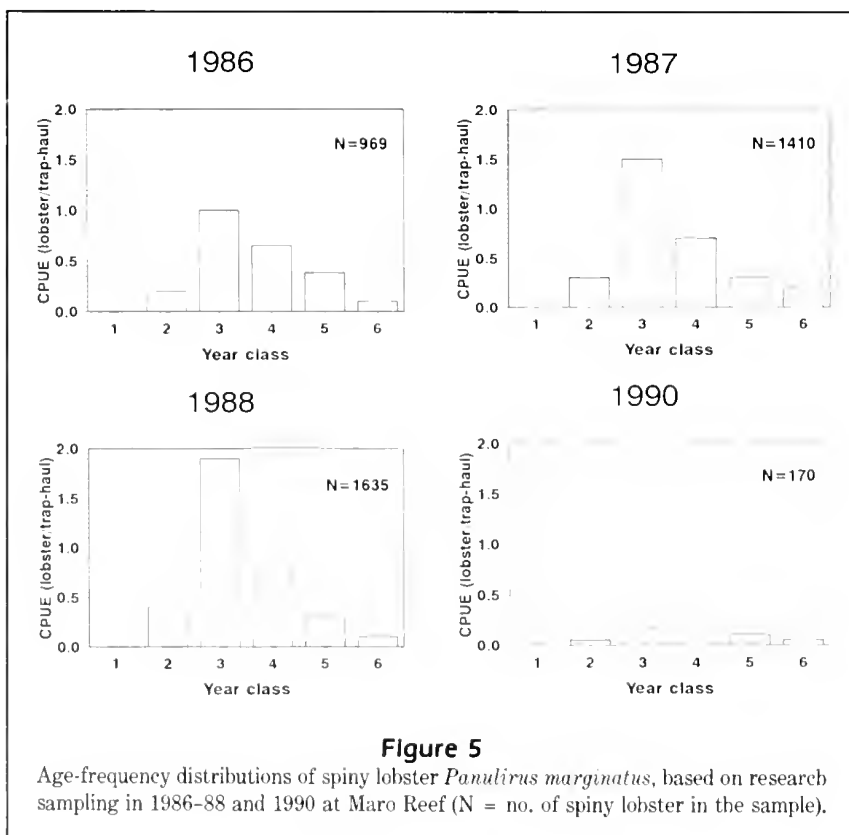 1986
2.0
1.5
1.0
0.5
0.0
CPUE (lobster/trap-haul)
N=969
1 2 3 4 5 6
Year class
1987
2.0
1.5
1.0
0.5
0.0
CPUE (lobster/trap-haul)
N=1410
1 2 3 4 5 6
Year class
1988
2.0
1.5
1.0
0.5
0.0
CPUE (lobster/trap-haul)
N=1635
1 2 3 4 5 6
Year class
1990
2.0
1.5
1.0
0.5
0.0
CPUE (lobster trap-haul)
N=170
1 2 3 4 5 6
Year class
Figure 5
Age-frequency distributions of spiny lobster Panulirus marginatus, based on research
sampling in 1986–88 and 1990 at Maro Reef (N = no. of spiny lobster in the sample).